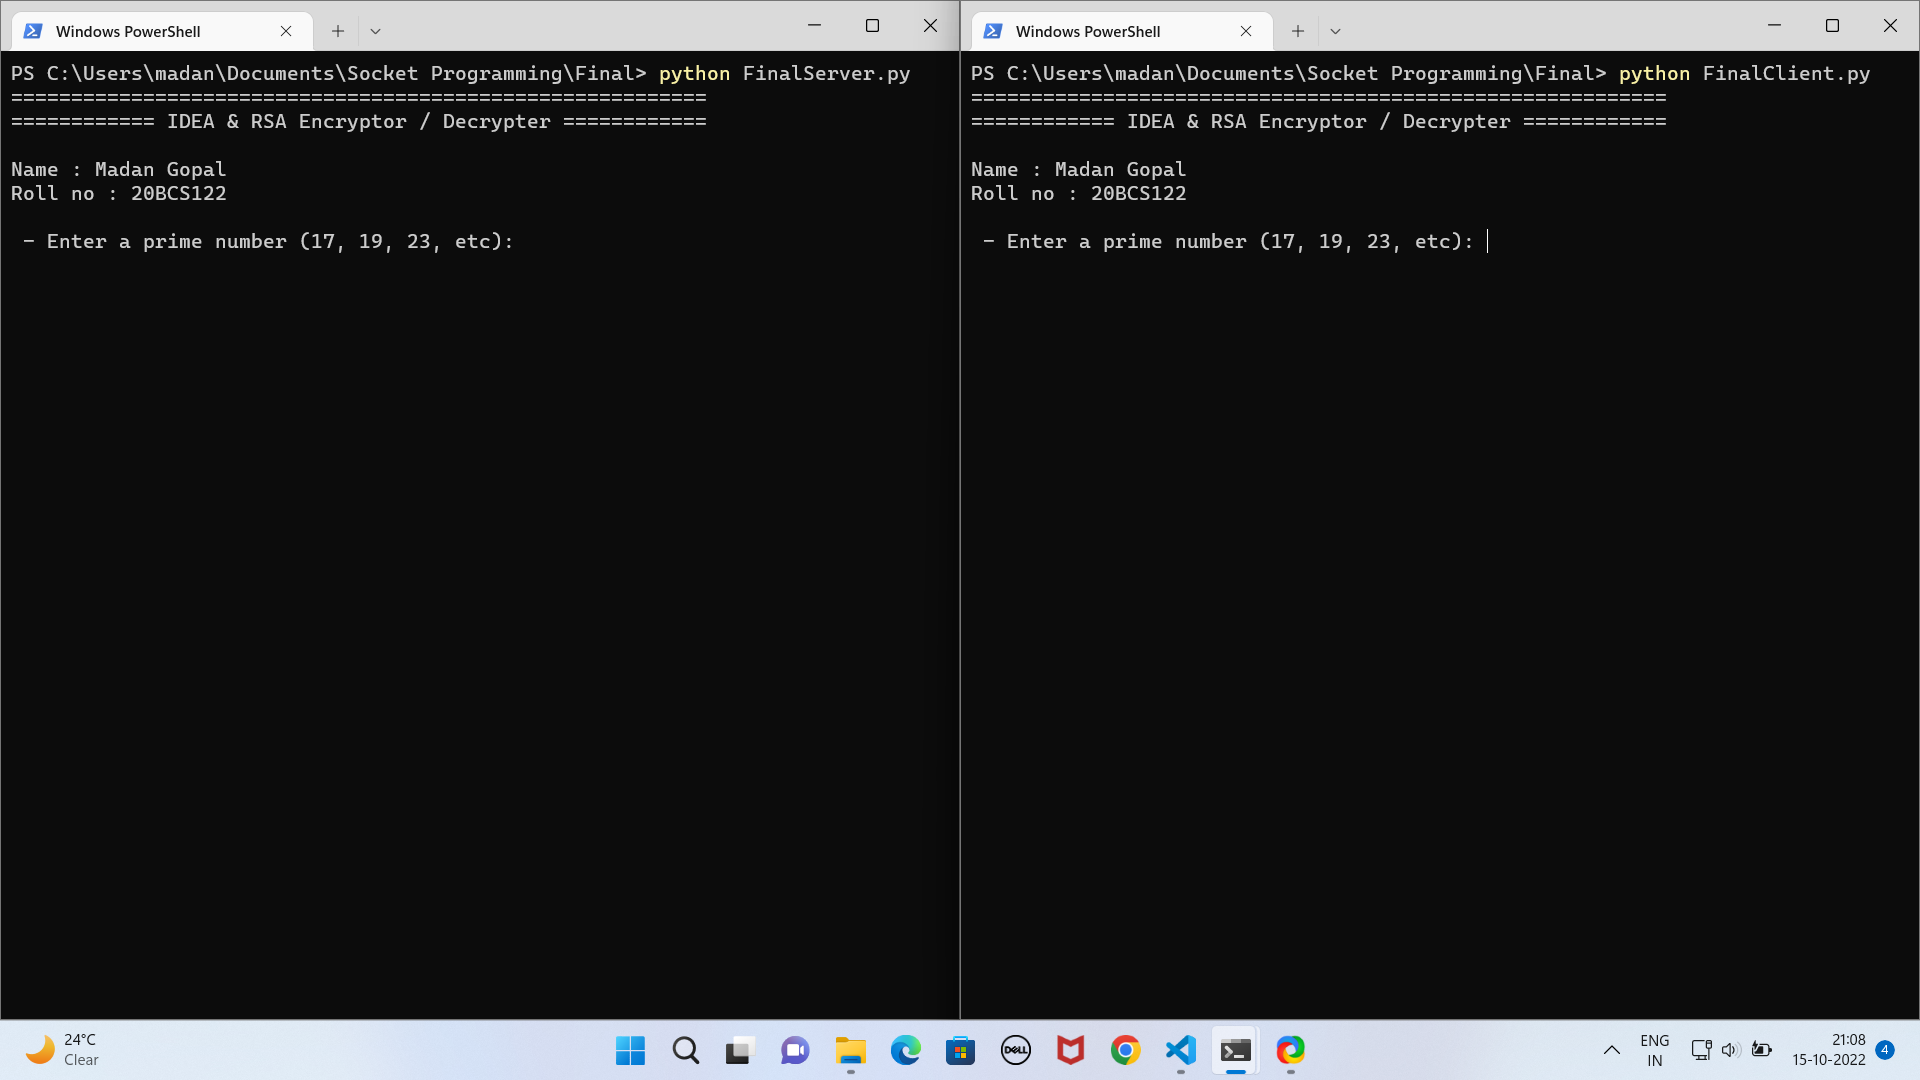 Windows PowerShell
PS C:\Users\madan\Documents\Socket Programming\Final> python FinalServer.py
==========================================================
============ IDEA & RSA Encryptor / Decrypter ============
Name : Madan Gopal
Roll no : 20BCS122
- Enter a prime number (17, 19, 23, etc):
Windows PowerShell
PS C:\Users\madan\Documents\Socket Programming\Final> python FinalClient.py
==========================================================
============ IDEA & RSA Encryptor / Decrypter ============
Name : Madan Gopal
Roll no : 20BCS122
- Enter a prime number (17, 19, 23, etc):
24°C
Clear
DELL
ENG
IN
21:08
15-10-2022
4